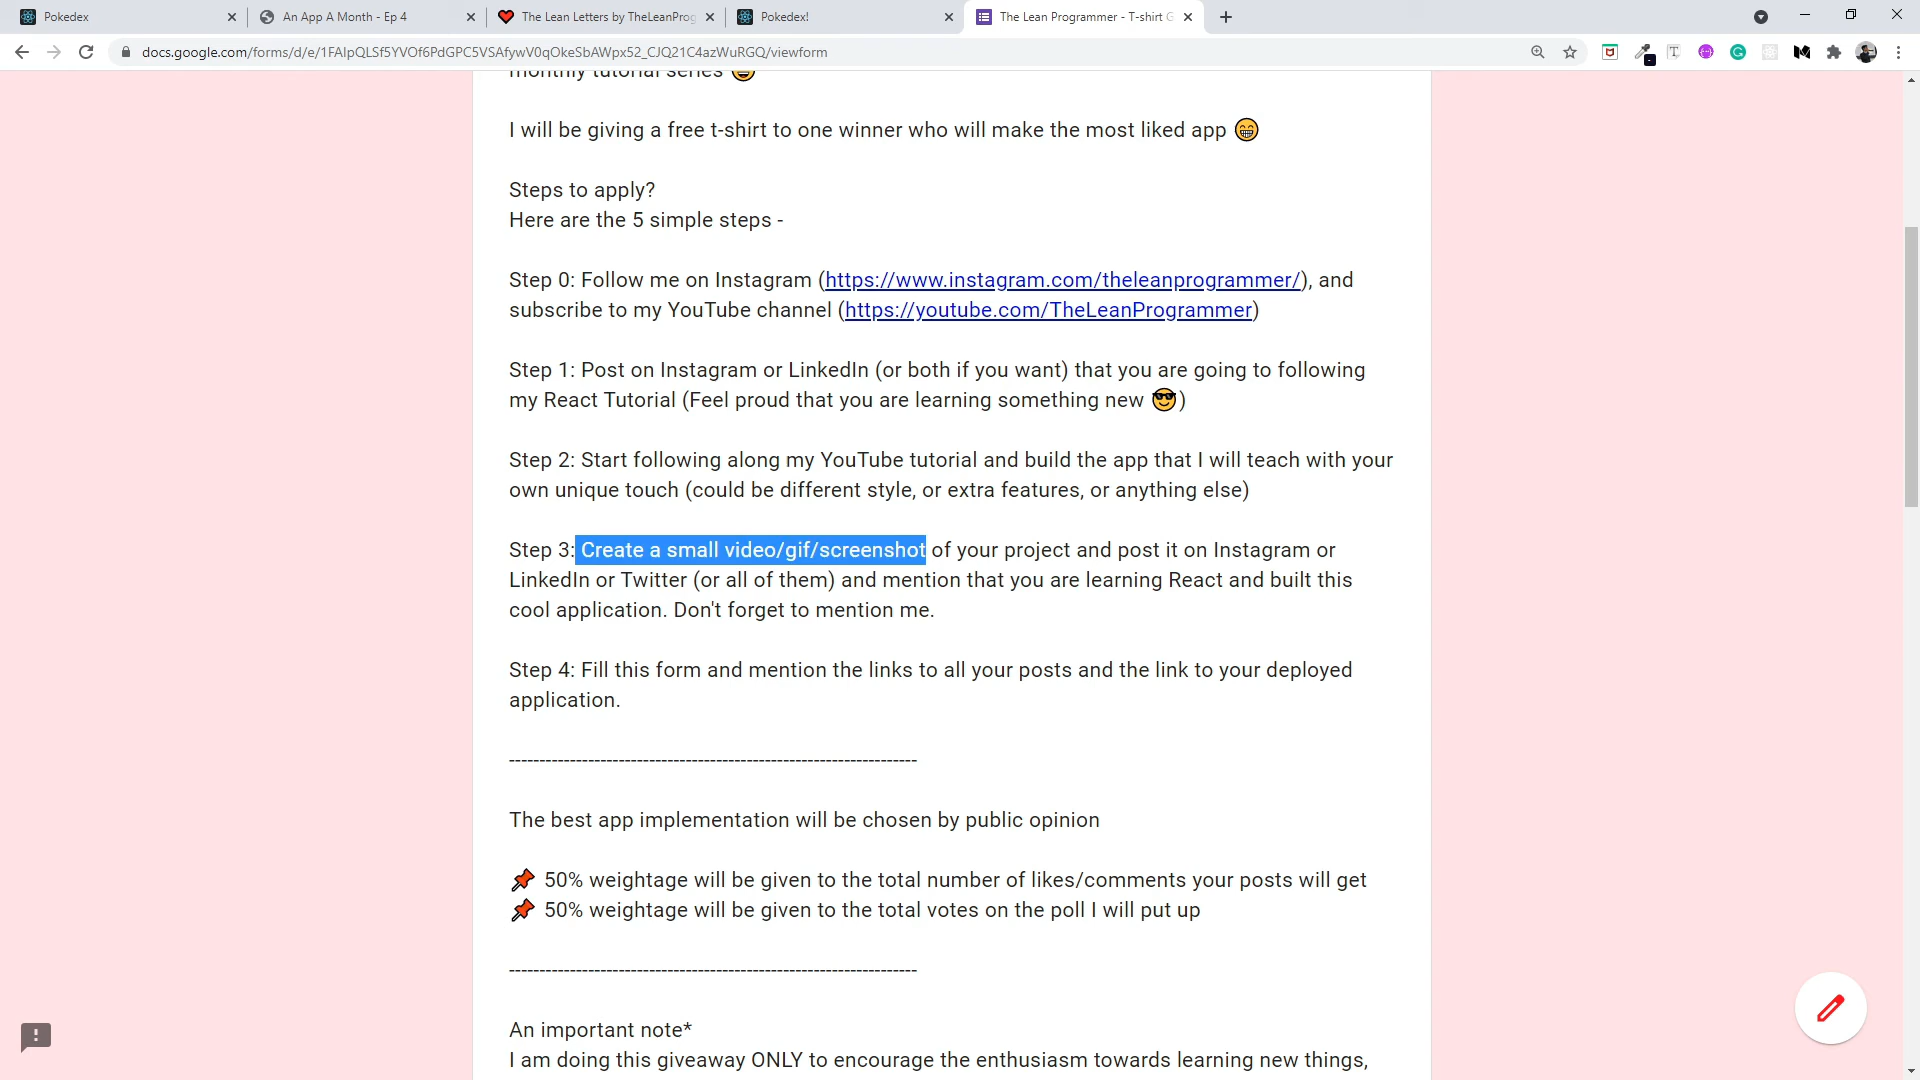 Pokedex
An App A Month - Ep 4
The Lean Letters by TheLeanProg
Pokedex!
The Lean Programmer - T-shirt G
docs.google.com/forms/d/e/1FAIpQLSf5YVOf6PdGPC5VSAfywV0qOkeSbAWpx52_CJQ21C4azWuRGQ/viewform
monthly tutorial series 😄
I will be giving a free t-shirt to one winner who will make the most liked app 😁
Steps to apply?
Here are the 5 simple steps -
Step 0: Follow me on Instagram (https://www.instagram.com/theleanprogrammer/), and
subscribe to my YouTube channel (https://youtube.com/TheLeanProgrammer)
Step 1: Post on Instagram or LinkedIn (or both if you want) that you are going to following
my React Tutorial (Feel proud that you are learning something new 😎)
Step 2: Start following along my YouTube tutorial and build the app that I will teach with your
own unique touch (could be different style, or extra features, or anything else)
Step 3: Create a small video/gif/screenshot of your project and post it on Instagram or
LinkedIn or Twitter (or all of them) and mention that you are learning React and built this
cool application. Don't forget to mention me.
Step 4: Fill this form and mention the links to all your posts and the link to your deployed
application.
--------------------------------------------------------------------
The best app implementation will be chosen by public opinion
📌 50% weightage will be given to the total number of likes/comments your posts will get
📌 50% weightage will be given to the total votes on the poll I will put up
--------------------------------------------------------------------
An important note*
I am doing this giveaway ONLY to encourage the enthusiasm towards learning new things,